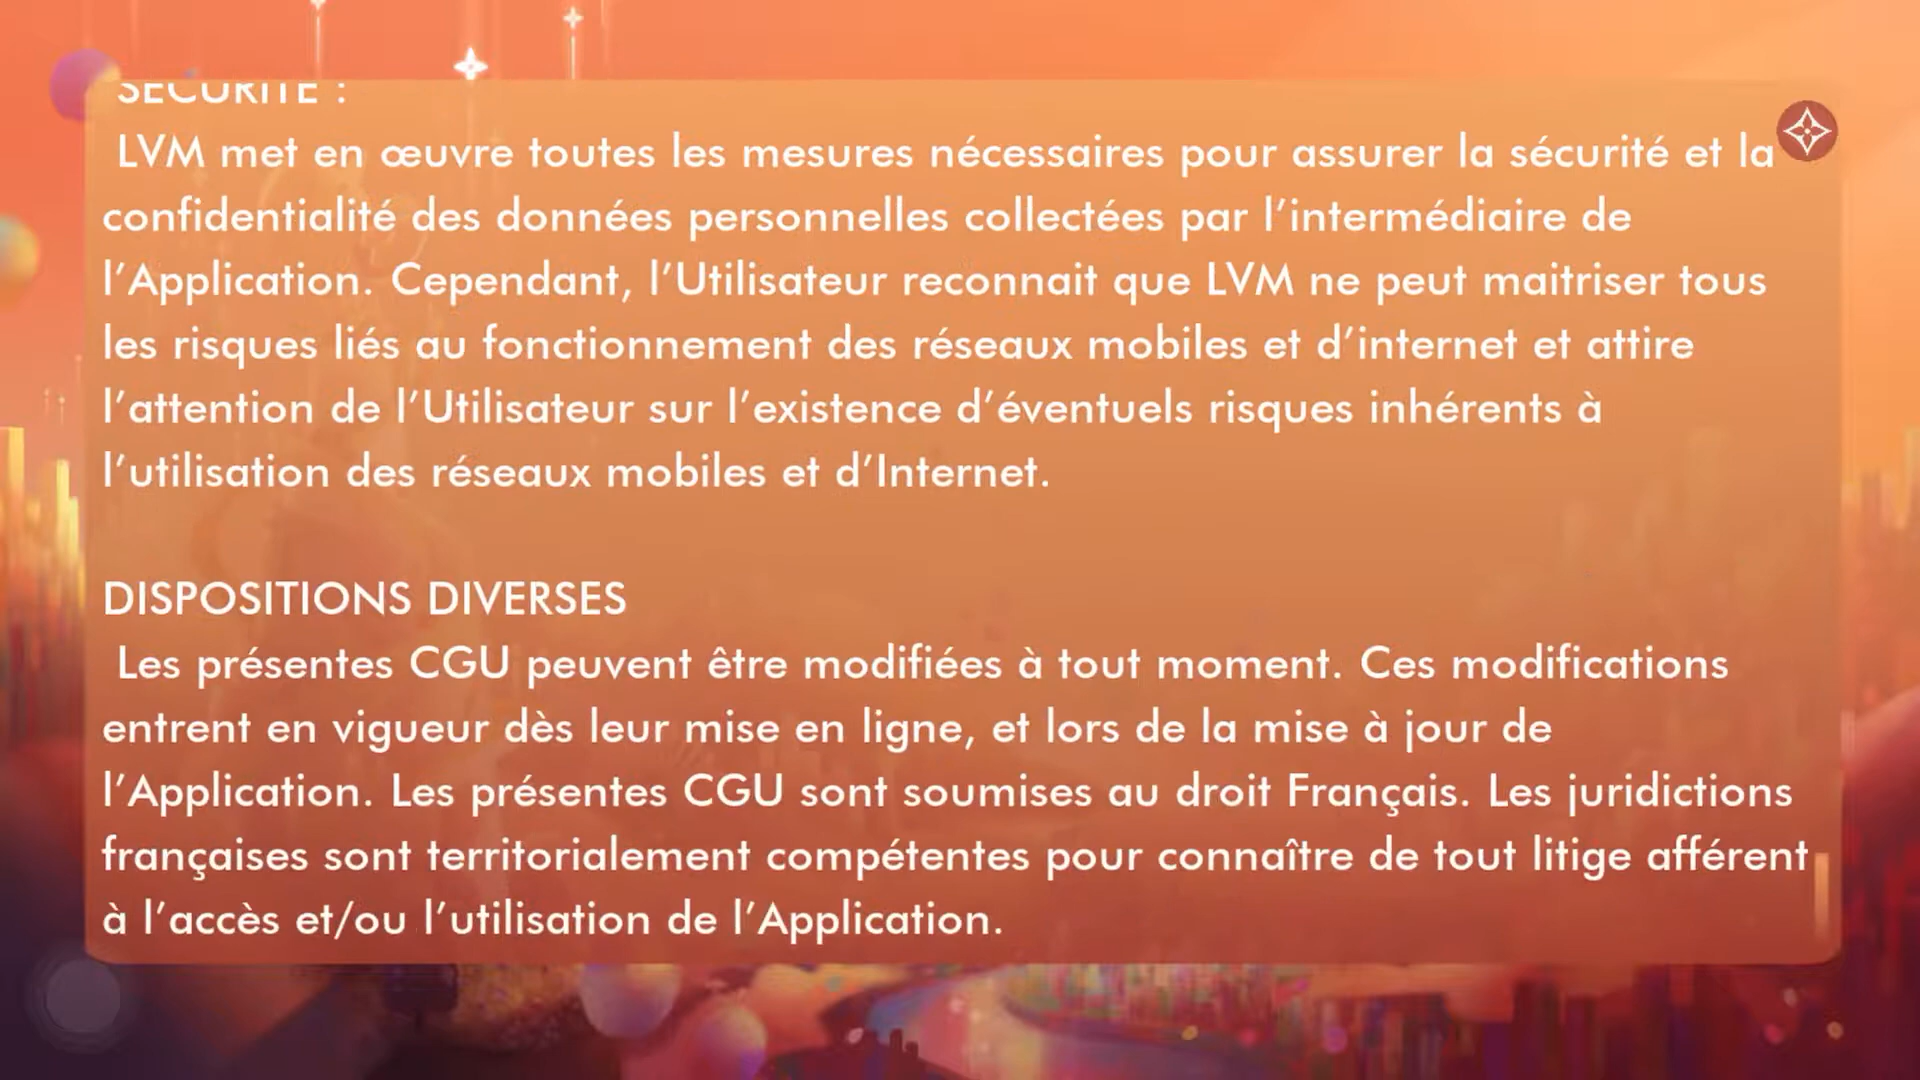 SÉCURITÉ :
LVM met en œuvre toutes les mesures nécessaires pour assurer la sécurité et la
confidentialité des données personnelles collectées par l’intermédiaire de
l’Application. Cependant, l’Utilisateur reconnait que LVM ne peut maitriser tous
les risques liés au fonctionnement des réseaux mobiles et d’internet et attire
l’attention de l’Utilisateur sur l’existence d’éventuels risques inhérents à
l’utilisation des réseaux mobiles et d’Internet.
DISPOSITIONS DIVERSES
Les présentes CGU peuvent être modifiées à tout moment. Ces modifications
entrent en vigueur dès leur mise en ligne, et lors de la mise à jour de
l’Application. Les présentes CGU sont soumises au droit Français. Les juridictions
françaises sont territorialement compétentes pour connaître de tout litige afférent
à l’accès et/ou l’utilisation de l’Application.